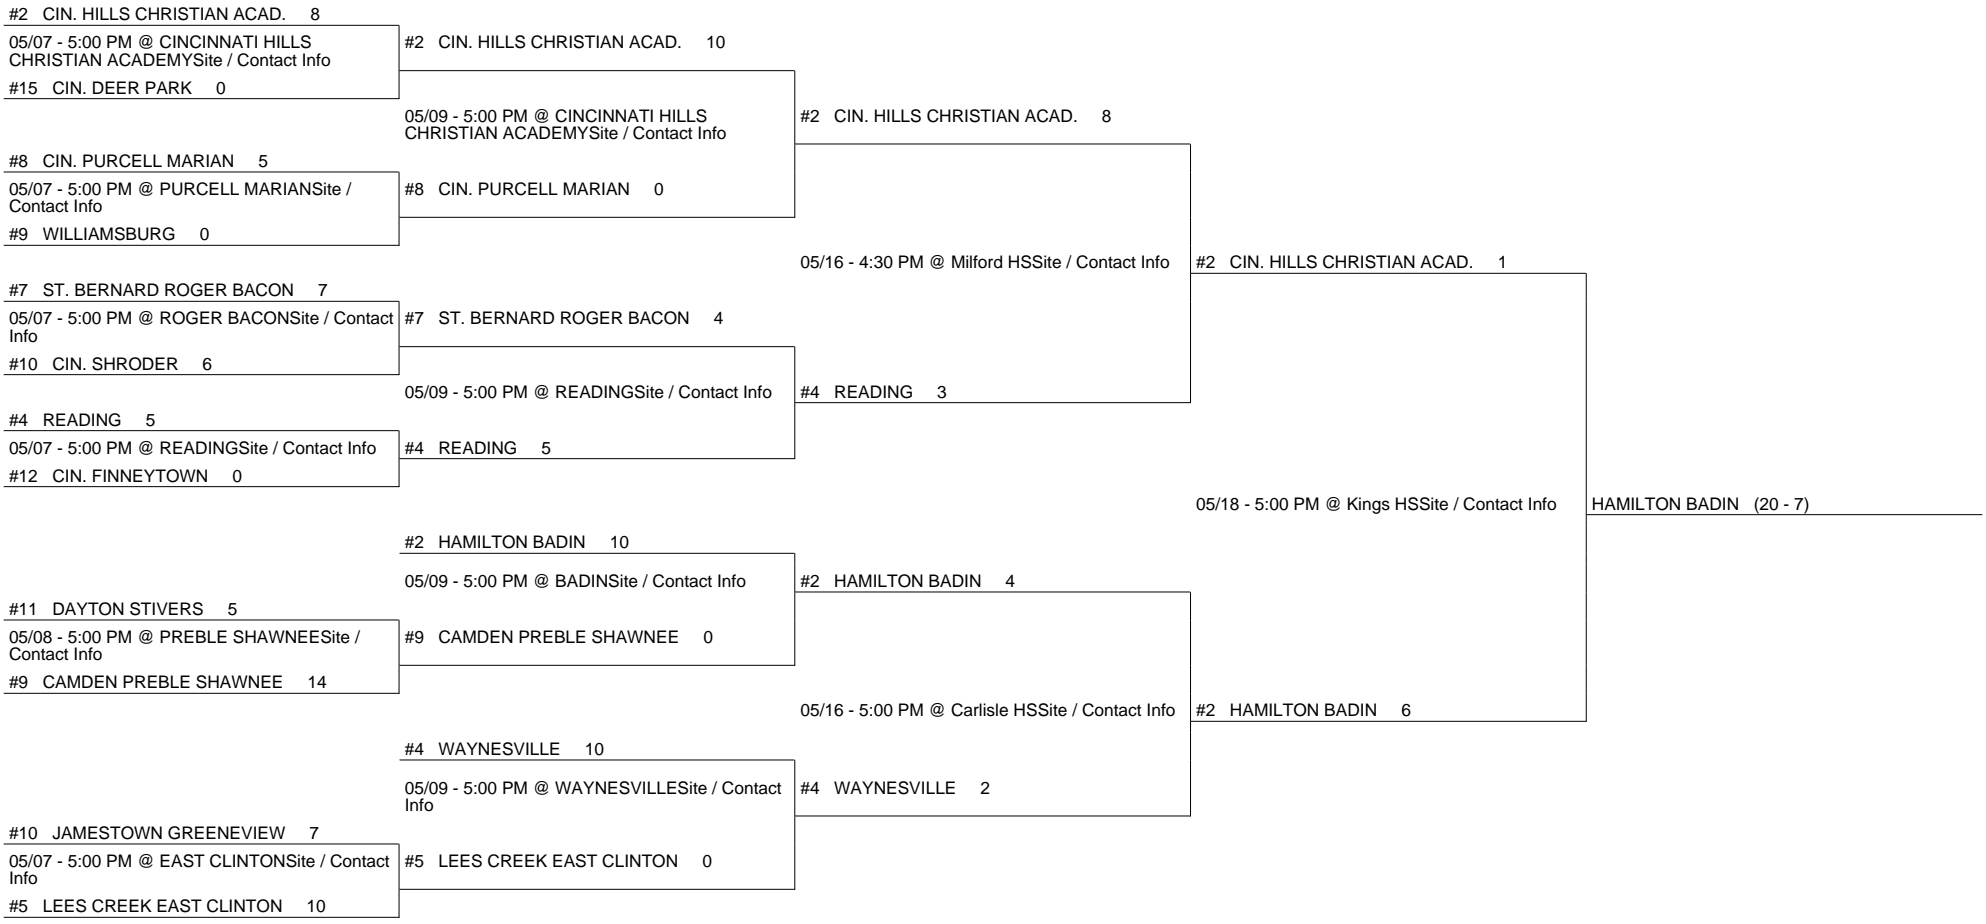 #2 CIN. HILLS CHRISTIAN ACAD. 8
05/07 - 5:00 PM @ CINCINNATI HILLS
CHRISTIAN ACADEMYSite / Contact Info
#15 CIN. DEER PARK 0
#8 CIN. PURCELL MARIAN 5
05/07 - 5:00 PM @ PURCELL MARIANSite /
Contact Info
#9 WILLIAMSBURG 0
#7 ST. BERNARD ROGER BACON 7
05/07 - 5:00 PM @ ROGER BACONSite / Contact
Info
#10 CIN. SHRODER 6
#4 READING 5
05/07 - 5:00 PM @ READINGSite / Contact Info
#12 CIN. FINNEYTOWN 0
#11 DAYTON STIVERS 5
05/08 - 5:00 PM @ PREBLE SHAWNEESite /
Contact Info
#9 CAMDEN PREBLE SHAWNEE 14
#10 JAMESTOWN GREENEVIEW 7
05/07 - 5:00 PM @ EAST CLINTONSite / Contact
Info
#5 LEES CREEK EAST CLINTON 10
#2 CIN. HILLS CHRISTIAN ACAD. 10
05/09 - 5:00 PM @ CINCINNATI HILLS
CHRISTIAN ACADEMYSite / Contact Info
#8 CIN. PURCELL MARIAN 0
#7 ST. BERNARD ROGER BACON 4
05/09 - 5:00 PM @ READINGSite / Contact Info
#4 READING 5
#2 HAMILTON BADIN 10
05/09 - 5:00 PM @ BADINSite / Contact Info
#9 CAMDEN PREBLE SHAWNEE 0
#4 WAYNESVILLE 10
05/09 - 5:00 PM @ WAYNESVILLESite / Contact
Info
#5 LEES CREEK EAST CLINTON 0
#2 CIN. HILLS CHRISTIAN ACAD. 8
05/16 - 4:30 PM @ Milford HSSite / Contact Info
#4 READING 3
#2 HAMILTON BADIN 4
05/16 - 5:00 PM @ Carlisle HSSite / Contact Info
#4 WAYNESVILLE 2
#2 CIN. HILLS CHRISTIAN ACAD. 1
05/18 - 5:00 PM @ Kings HSSite / Contact Info
#2 HAMILTON BADIN 6
HAMILTON BADIN (20 - 7)